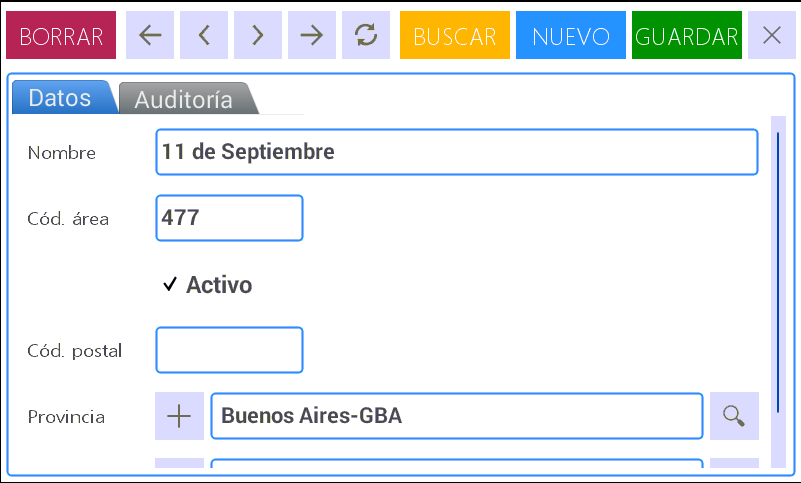 BORRAR BUSCAR NUEVO GUARDAR
Datos Auditoría
Nombre 11 de Septiembre
Cód. área 477
Activo
Cód. postal
Provincia Buenos Aires-GBA